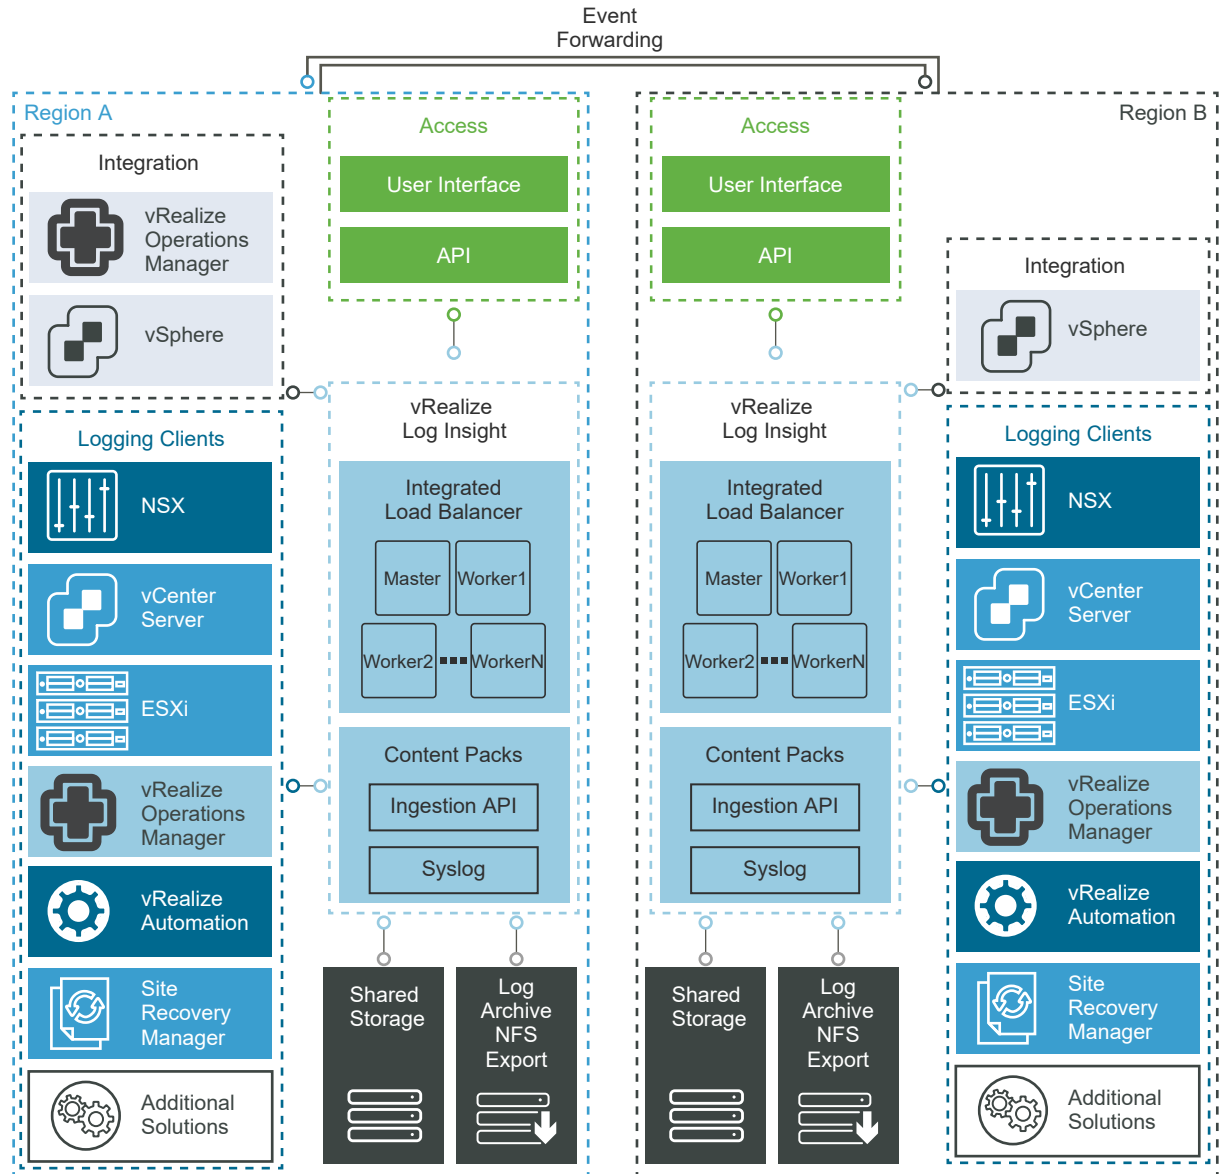 Event
Forwarding
Region A
Integration
vRealize
Operations
Manager
vSphere
Logging Clients
NSX
vCenter
Server
ESXi
vRealize
Operations
Manager
vRealize
Automation
Site
Recovery
Manager
Additional
Solutions
Access
User Interface
API
vRealize
Log Insight
Integrated
Load Balancer
Master
Worker1
Worker2
WorkerN
Content Packs
Ingestion API
Syslog
Shared
Storage
Log
Archive
NFS
Export
Region B
Access
User Interface
API
vRealize
Log Insight
Integrated
Load Balancer
Master
Worker1
Worker2
WorkerN
Content Packs
Ingestion API
Syslog
Shared
Storage
Log
Archive
NFS
Export
Integration
vSphere
Logging Clients
NSX
vCenter
Server
ESXi
vRealize
Operations
Manager
vRealize
Automation
Site
Recovery
Manager
Additional
Solutions